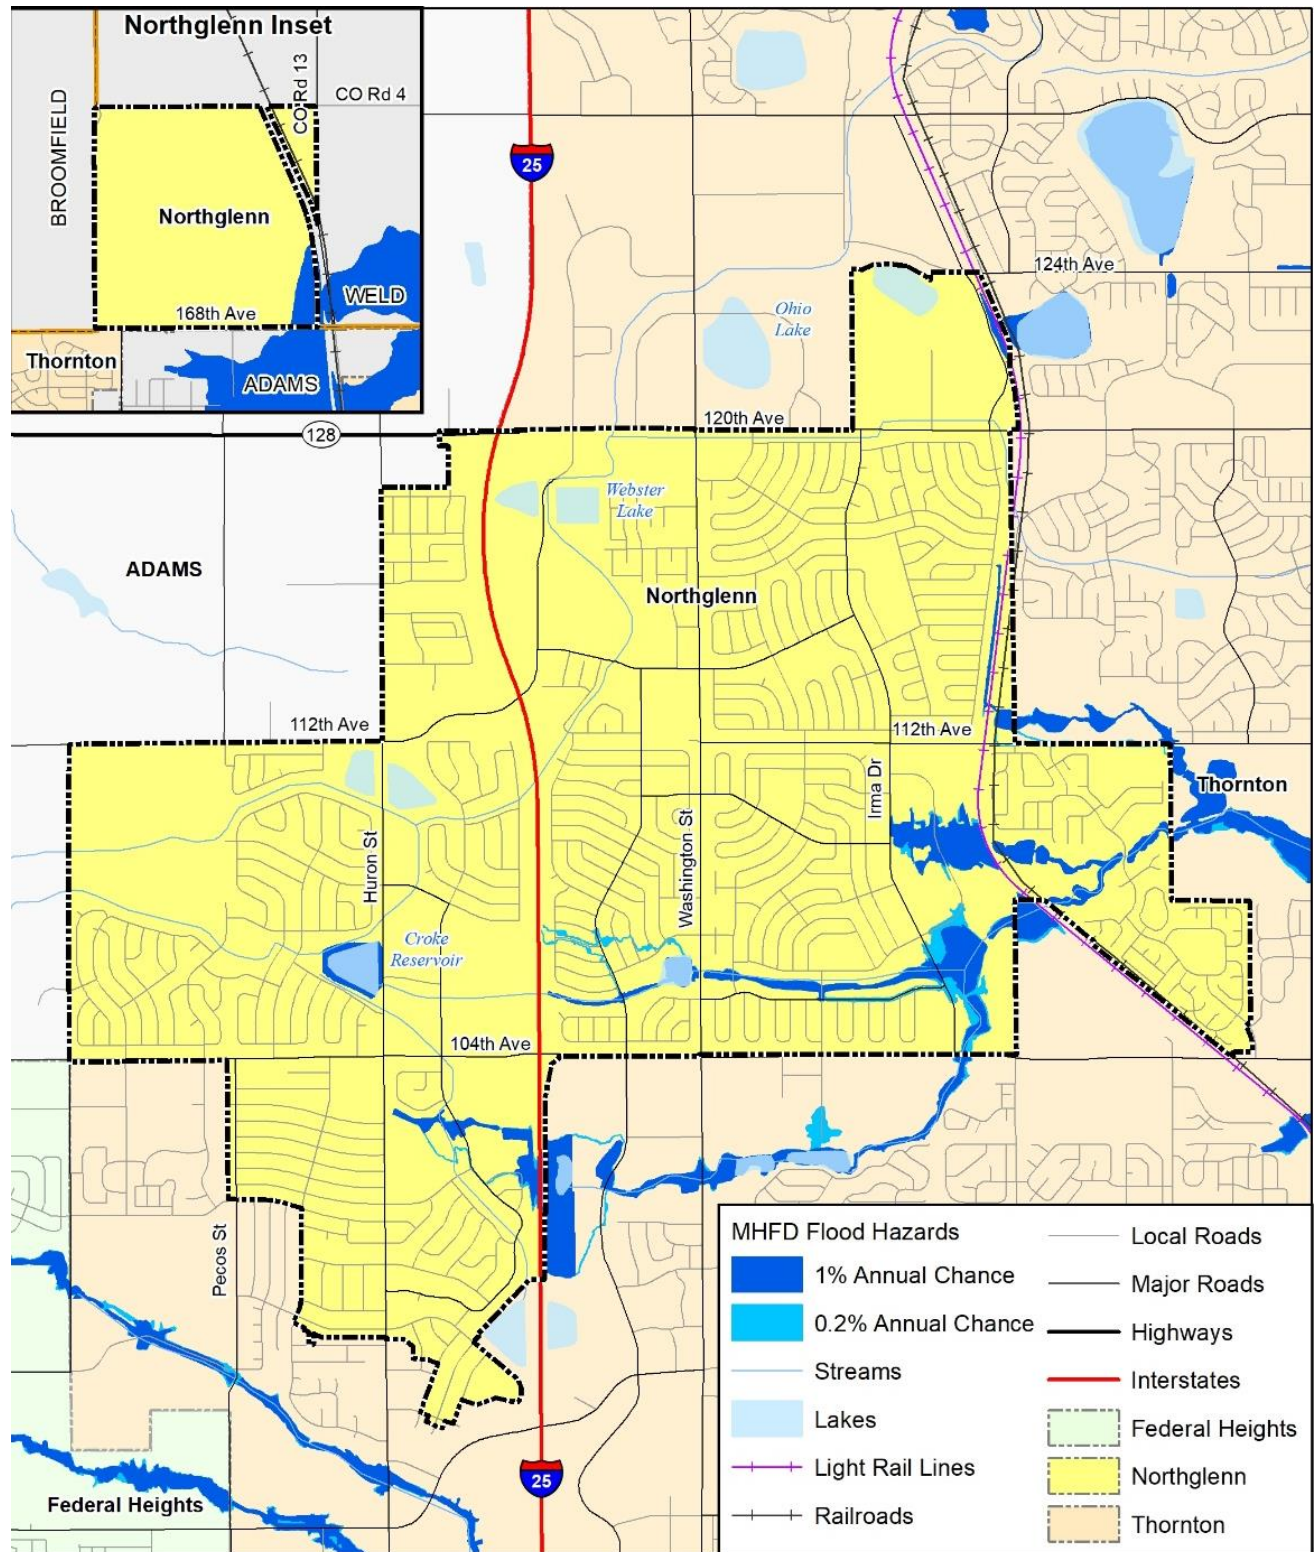 Northglenn Inset
CO Rd 13
CO Rd 4
BROOMFIELD
Northglenn
WELD
168th Ave
Thornton
ADAMS
25
124th Ave
Ohio
Lake
120th Ave
128
Webster
Lake
ADAMS
Northglenn
112th Ave
112th Ave
Thornton
Irma Dr
Huron St
Washington St
Croke
Reservoir
104th Ave
Pecos St
25
Federal Heights
MHFD Flood Hazards
1% Annual Chance
0.2% Annual Chance
Streams
Lakes
Light Rail Lines
Railroads
Local Roads
Major Roads
Highways
Interstates
Federal Heights
Northglenn
Thornton